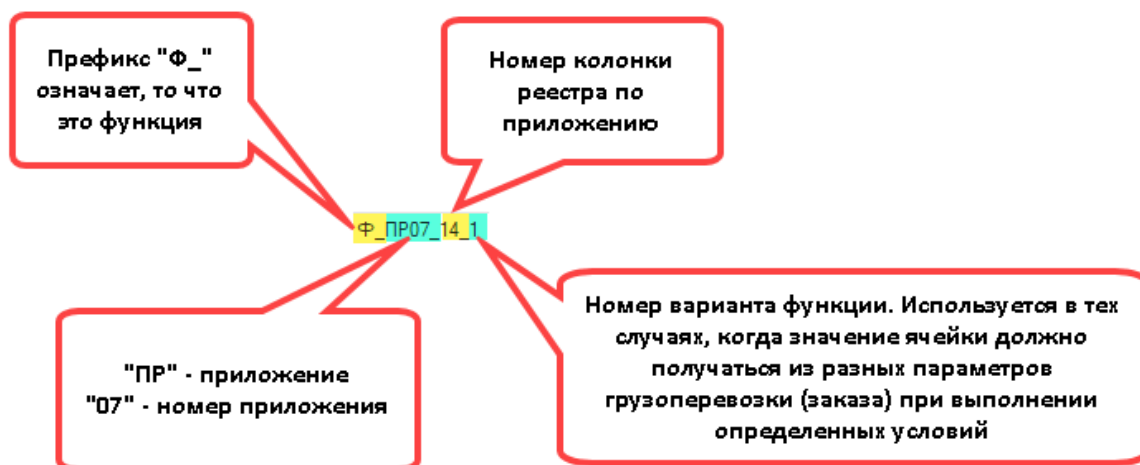 Префикс "Ф_"
означает, то что
это функция
Номер колонки
реестра по
приложению
Ф_ПР07_14_1
"ПР" - приложение
"07" - номер приложения
Номер варианта функции. Используется в тех
случаях, когда значение ячейки должно
получаться из разных параметров
грузоперевозки (заказа) при выполнении
определенных условий